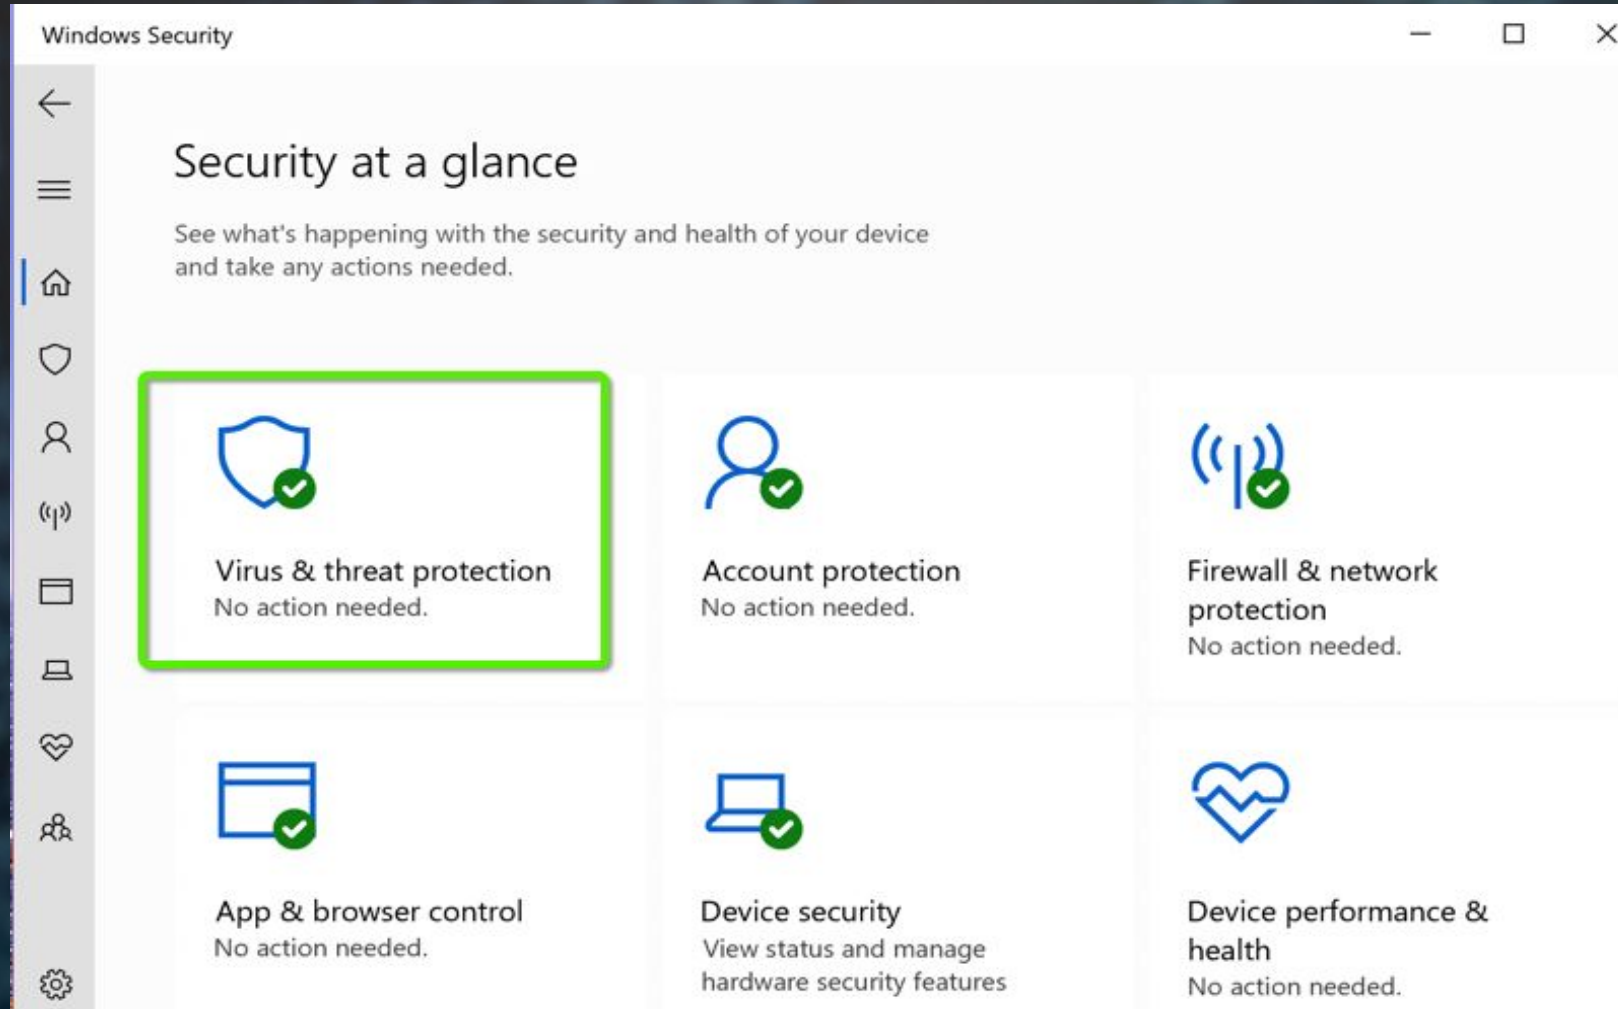 Windows Security
Security at a glance
See what's happening with the security and health of your device
and take any actions needed.
Virus & threat protection
No action needed.
Account protection
No action needed.
Firewall & network
protection
No action needed.
App & browser control
No action needed.
Device security
View status and manage
hardware security features
Device performance &
health
No action needed.